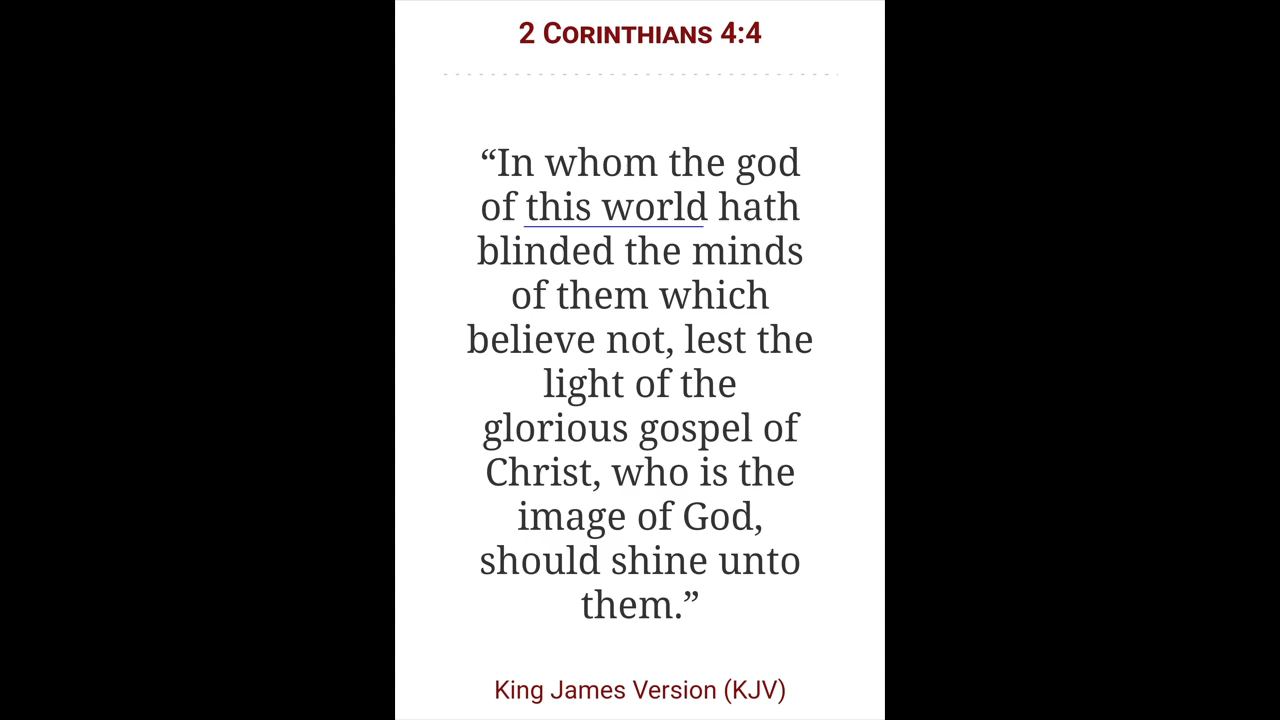 2 Corinthians 4:4
“In whom the god
of this world hath
blinded the minds
of them which
believe not, lest the
light of the
glorious gospel of
Christ, who is the
image of God,
should shine unto
them.”
King James Version (KJV)